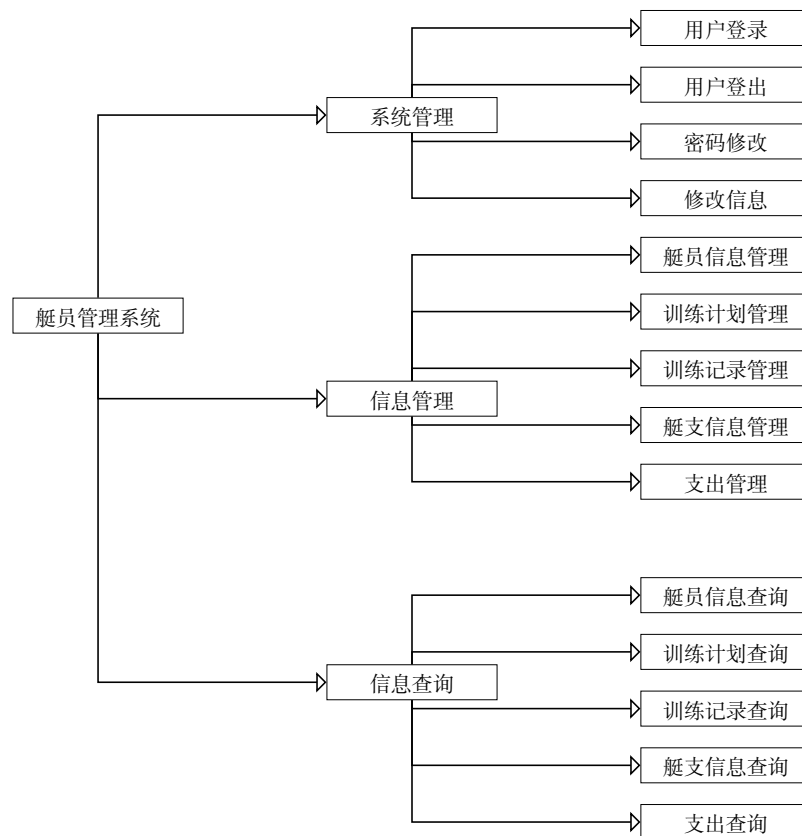 用户登录
用户登出
系统管理
密码修改
修改信息
艇员信息管理
艇员管理系统
训练计划管理
训练记录管理
信息管理
艇支信息管理
支出管理
艇员信息查询
训练计划查询
信息查询
训练记录查询
艇支信息查询
支出查询